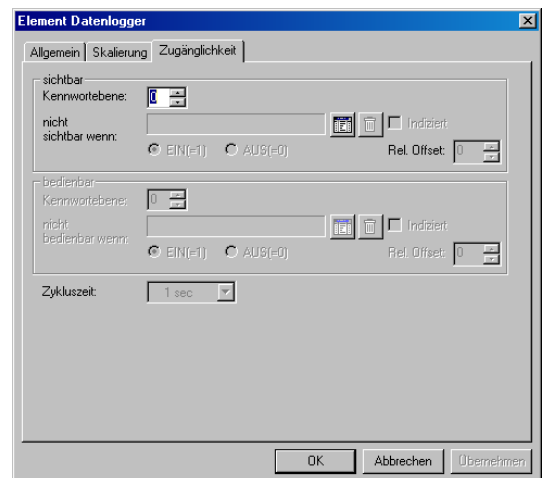 Element Datenlogger
Allgemein Skalierung Zugänglichkeit
sichtbar
Kennwortebene: 0
nicht
sichtbar wenn:
Indiziert
EIN(=1) AUS(=0) Rel. Offset: 0
bedienbar
Kennwortebene: 0
nicht
bedienbar wenn:
Indiziert
EIN(=1) AUS(=0) Rel. Offset: 0
Zykluszeit: 1 sec
OK Abbrechen Übernehmen